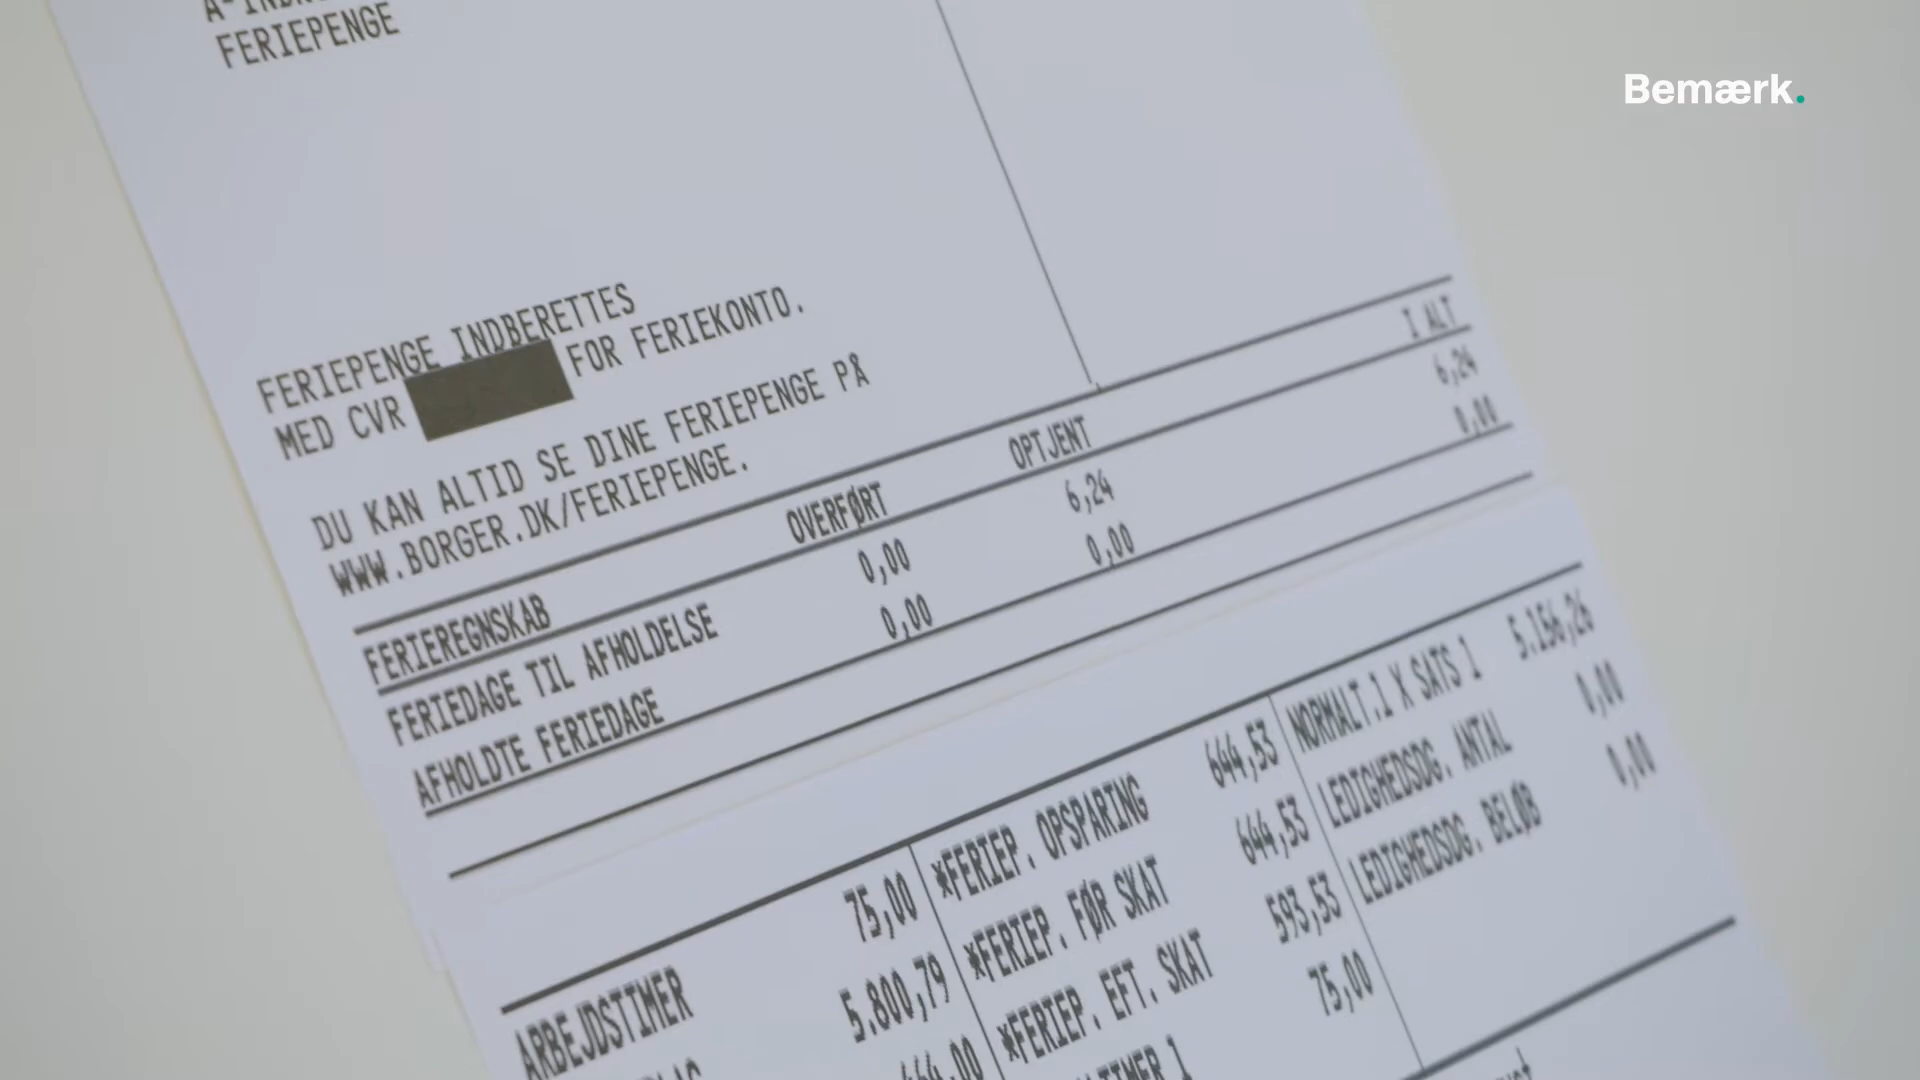 Bemærk.
FERIEPENGE
FERIEPENGE INDBERETTES
MED CVR FOR FERIEKONTO.
DU KAN ALTID SE DINE FERIEPENGE PÅ
WWW.BORGER.DK/FERIEPENGE.
FERIEREGNSKAB OVERFØRT OPTJENT I ALT
FERIEDAGE TIL AFHOLDELSE 0,00 6,24 6,24
AFHOLDTE FERIEDAGE 0,00 0,00 0,00
ARBEJDSTIMER 75,00 *FERIEP. OPSPARING 644,53 NORMALT.1 X SATS 1 5.156,26
5.800,79 *FERIEP. FØR SKAT 644,53 LEDIGHEDSDG. ANTAL 0,00
*FERIEP. EFT. SKAT 593,53 LEDIGHEDSDG. BELØB 0,00
75,00